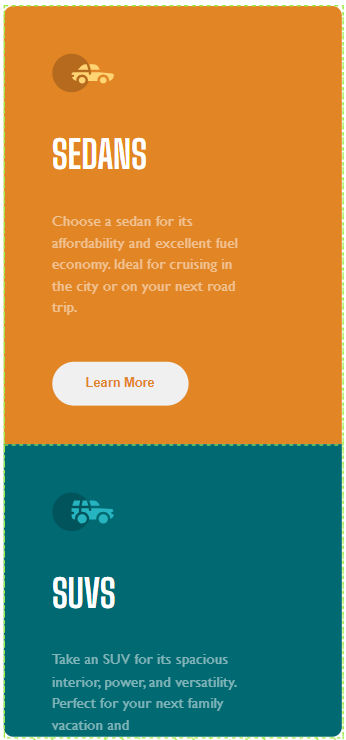 SEDANS
Choose a sedan for its
affordability and excellent fuel
economy. Ideal for cruising in
the city or on your next road
trip.
Learn More
SUVS
Take an SUV for its spacious
interior, power, and versatility.
Perfect for your next family
vacation and